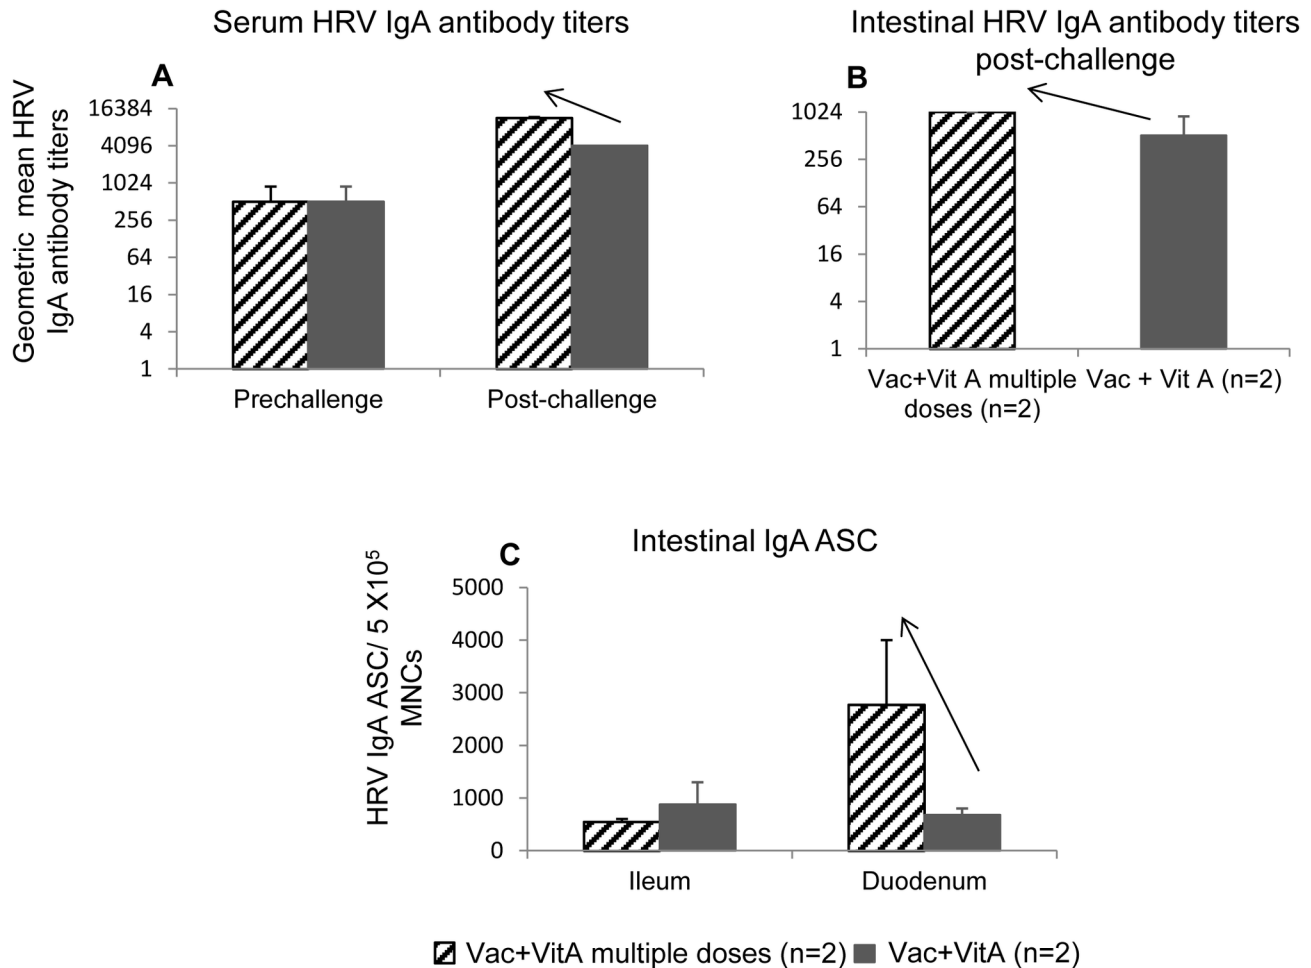 Serum HRV IgA antibody titers
A
Geometric mean HRV
IgA antibody titers
16384
4096
1024
256
64
16
4
1
Prechallenge
Post-challenge
Intestinal HRV IgA antibody titers
post-challenge
B
1024
256
64
16
4
1
Vac+Vit A multiple
doses (n=2)
Vac + Vit A (n=2)
Intestinal IgA ASC
C
HRV IgA ASC/ 5 X10⁵
MNCs
5000
4000
3000
2000
1000
0
Ileum
Duodenum
Vac+VitA multiple doses (n=2)
Vac+VitA (n=2)